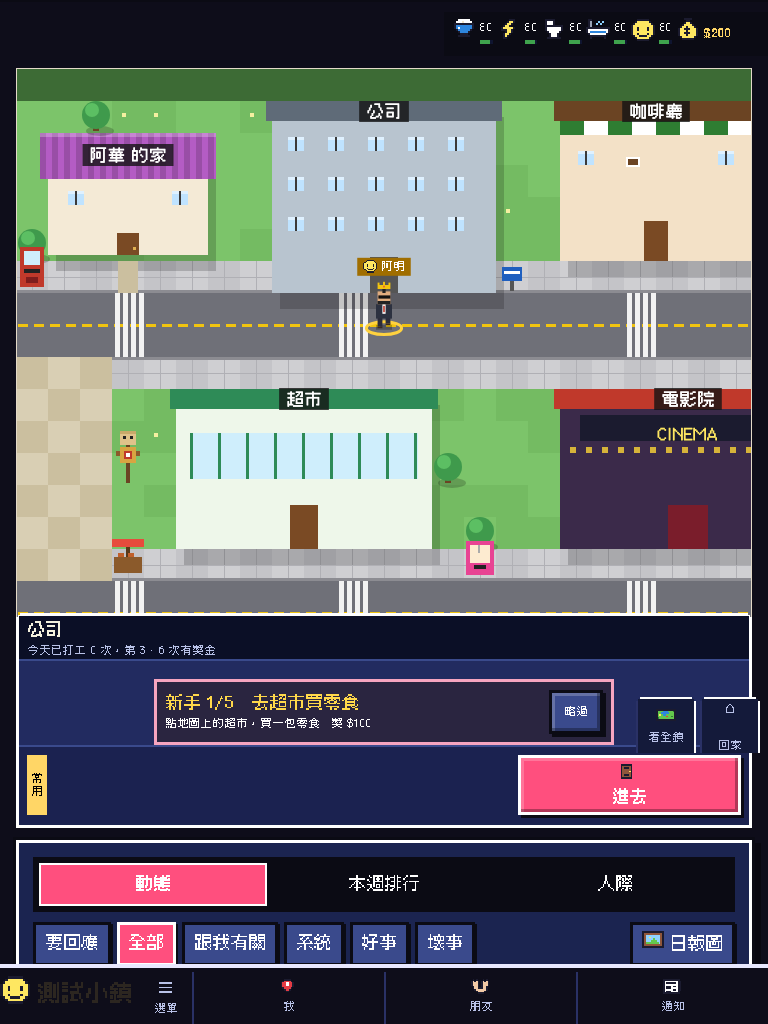 80 80 80 80 80 $200
公司
咖啡廳
阿華 的家
阿明
超市
電影院
CINEMA
公司
今天已打工 0 次，第 3、6 次有獎金
新手 1/5 去超市買零食
點地圖上的超市，買一包零食 獎 $100
略過
看全鎮
回家
常用
進去
動態
本週排行
人際
要回應
全部
跟我有關
系統
好事
壞事
日報圖
測試小鎮
選單
我
朋友
通知